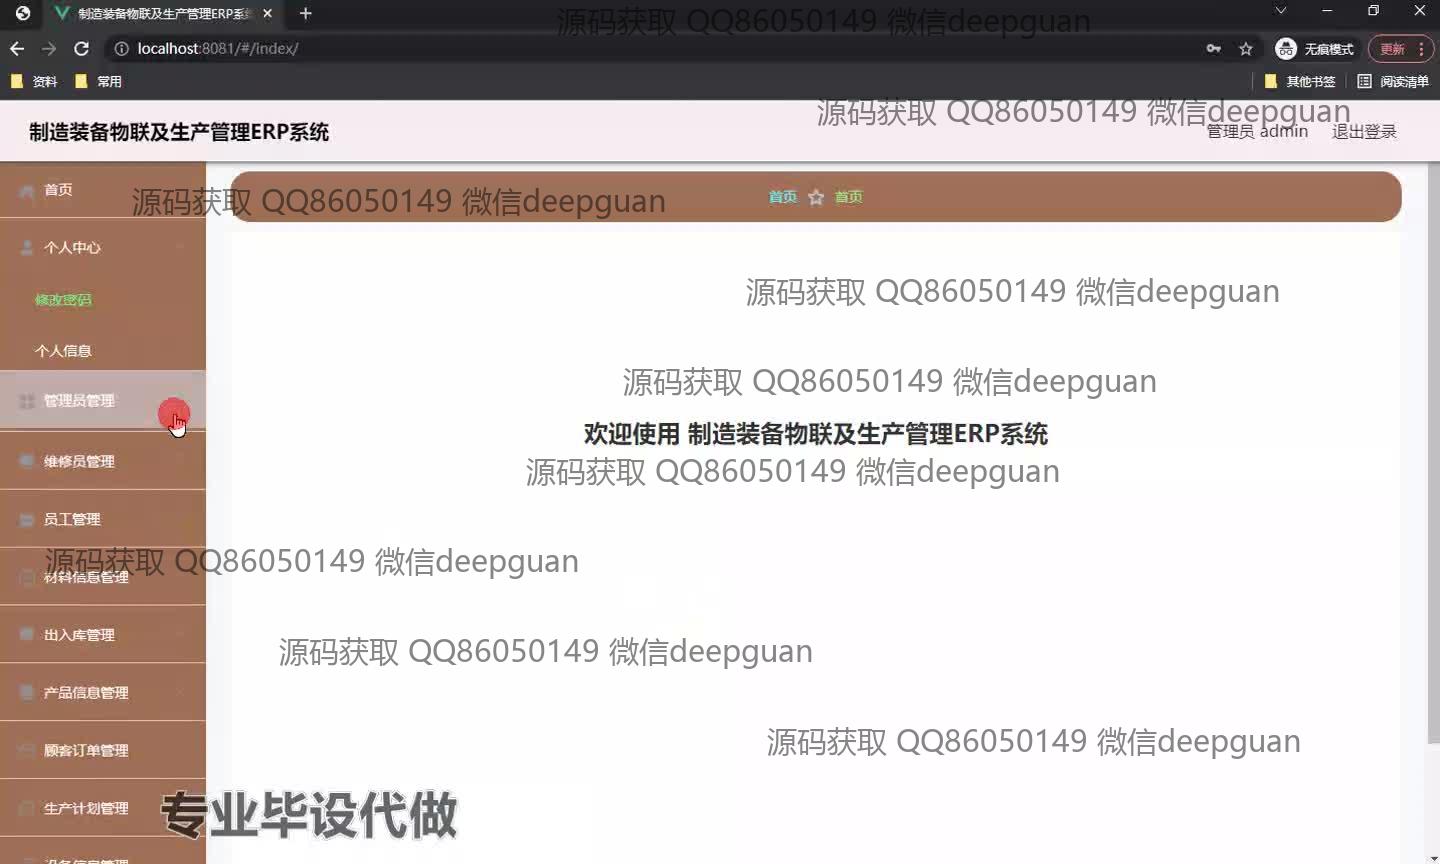 制造装备物联及生产管理ERP系统
源码获取 QQ86050149 微信deepguan
localhost:8081/#/index/
无痕模式
更新
资料
常用
其他书签
阅读清单
源码获取 QQ86050149 微信deepguan
制造装备物联及生产管理ERP系统
管理员 admin
退出登录
首页
源码获取 QQ86050149 微信deepguan
首页 ☆ 首页
个人中心
源码获取 QQ86050149 微信deepguan
修改密码
个人信息
源码获取 QQ86050149 微信deepguan
管理员管理
欢迎使用 制造装备物联及生产管理ERP系统
维修员管理
源码获取 QQ86050149 微信deepguan
员工管理
源码获取 QQ86050149 微信deepguan
材料信息管理
出入库管理
源码获取 QQ86050149 微信deepguan
产品信息管理
源码获取 QQ86050149 微信deepguan
顾客订单管理
生产计划管理
专业毕设代做
设备信息管理